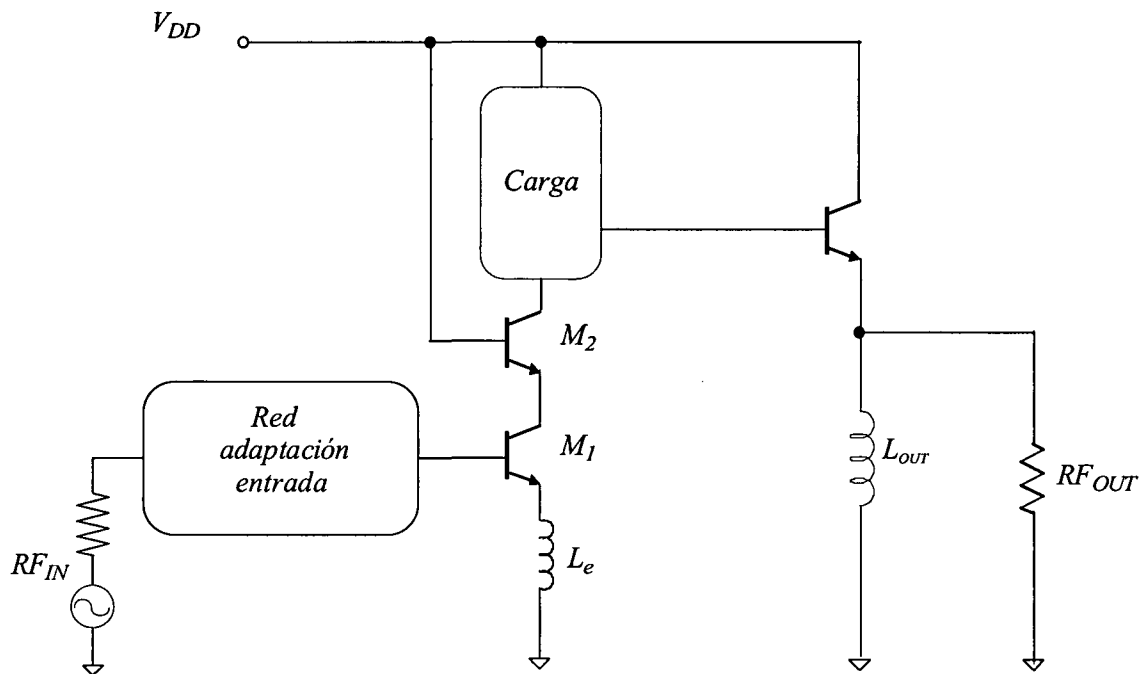 V_DD
Carga
M_2
Red
adaptación
entrada
M_1
L_OUT
RF_OUT
RF_IN
L_e